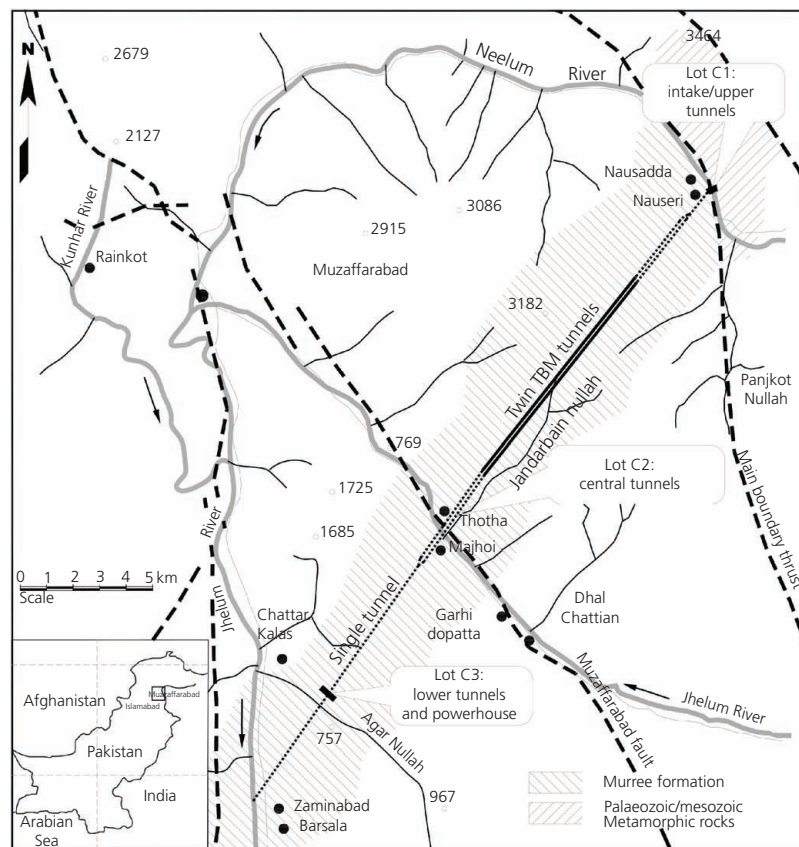 2679
3464
N
Neelum
River
Lot C1:
intake/upper
tunnels
2127
Nausadda
Nauseri
Kunhar River
3086
2915
Rainkot
Muzaffarabad
3182
Twin TBM tunnels
Panjkot
Nullah
Jandarbain nullah
769
Main boundary thrust
Lot C2:
central tunnels
1725
Thotha
1685
Majhoi
River
0 1 2 3 4 5 km
Scale
Jhelum
Single tunnel
Dhal
Chattian
Chattar
Kalas
Garhi
dopatta
Muzaffarabad fault
Lot C3:
lower tunnels
and powerhouse
Jhelum River
Afghanistan
Muzaffarabad
Islamabad
757
Agar Nullah
Pakistan
India
Murree formation
Zaminabad
967
Palaeozoic/mesozoic
Metamorphic rocks
Barsala
Arabian
Sea